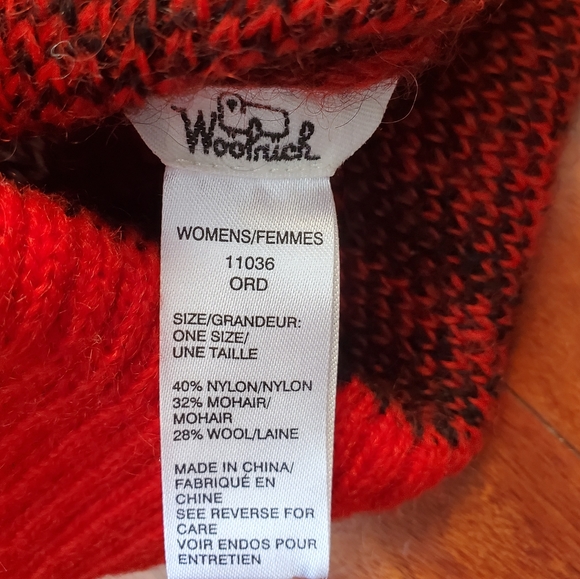 Woolrich
WOMENS/FEMMES
11036
ORD
SIZE/GRANDEUR:
ONE SIZE/
UNE TAILLE
40% NYLON/NYLON
32% MOHAIR/
MOHAIR
28% WOOL/LAINE
MADE IN CHINA/
FABRIQUÉ EN
CHINE
SEE REVERSE FOR
CARE
VOIR ENDOS POUR
ENTRETIEN